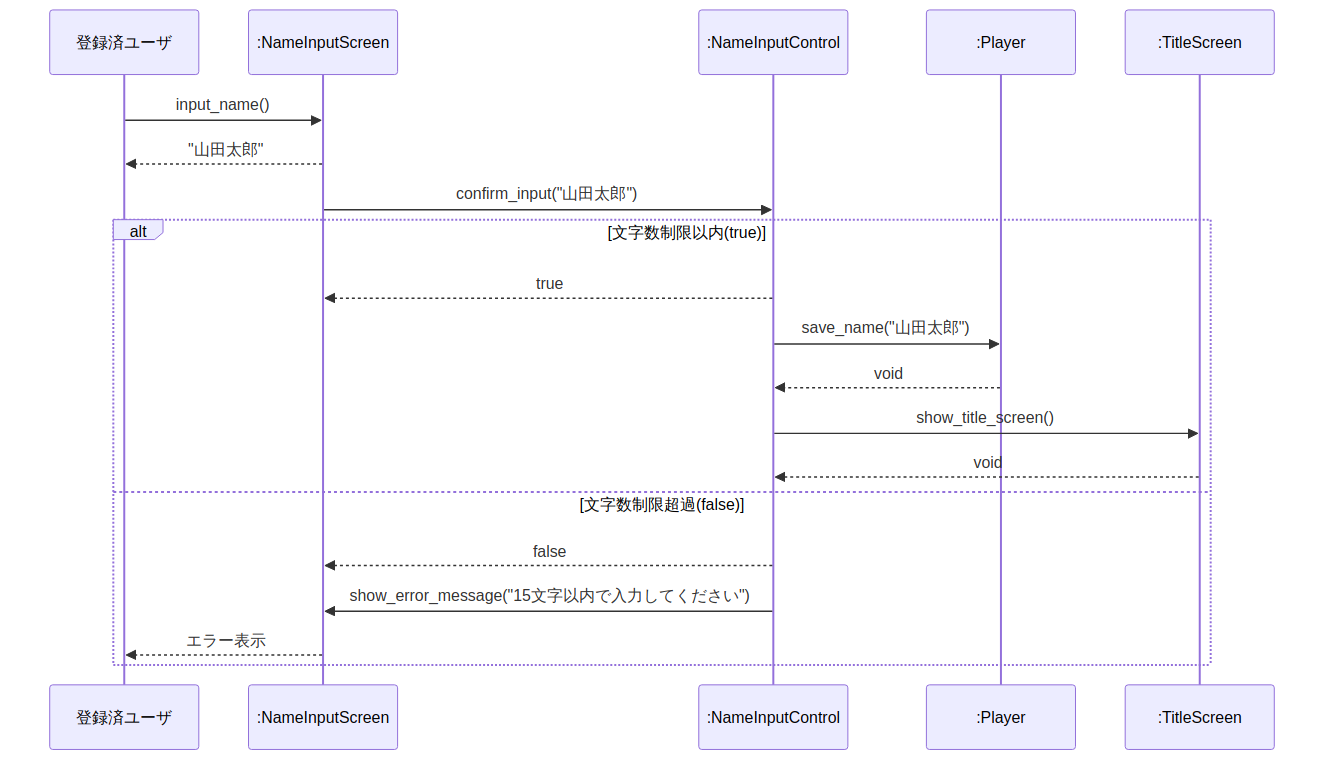 登録済ユーザ
:NameInputScreen
:NameInputControl
:Player
:TitleScreen
input_name()
"山田太郎"
confirm_input("山田太郎")
alt
[文字数制限以内(true)]
true
save_name("山田太郎")
void
show_title_screen()
void
[文字数制限超過(false)]
false
show_error_message("15文字以内で入力してください")
エラー表示
登録済ユーザ
:NameInputScreen
:NameInputControl
:Player
:TitleScreen